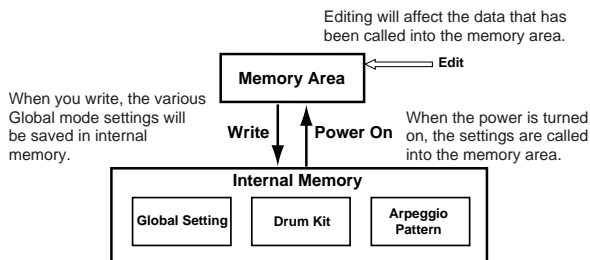 Editing will affect the data that has
been called into the memory area.
Edit
Memory Area
When you write, the various
Global mode settings will
be saved in internal
memory.
Write
Power On
When the power is turned
on, the settings are called
into the memory area.
Internal Memory
Global Setting
Drum Kit
Arpeggio
Pattern